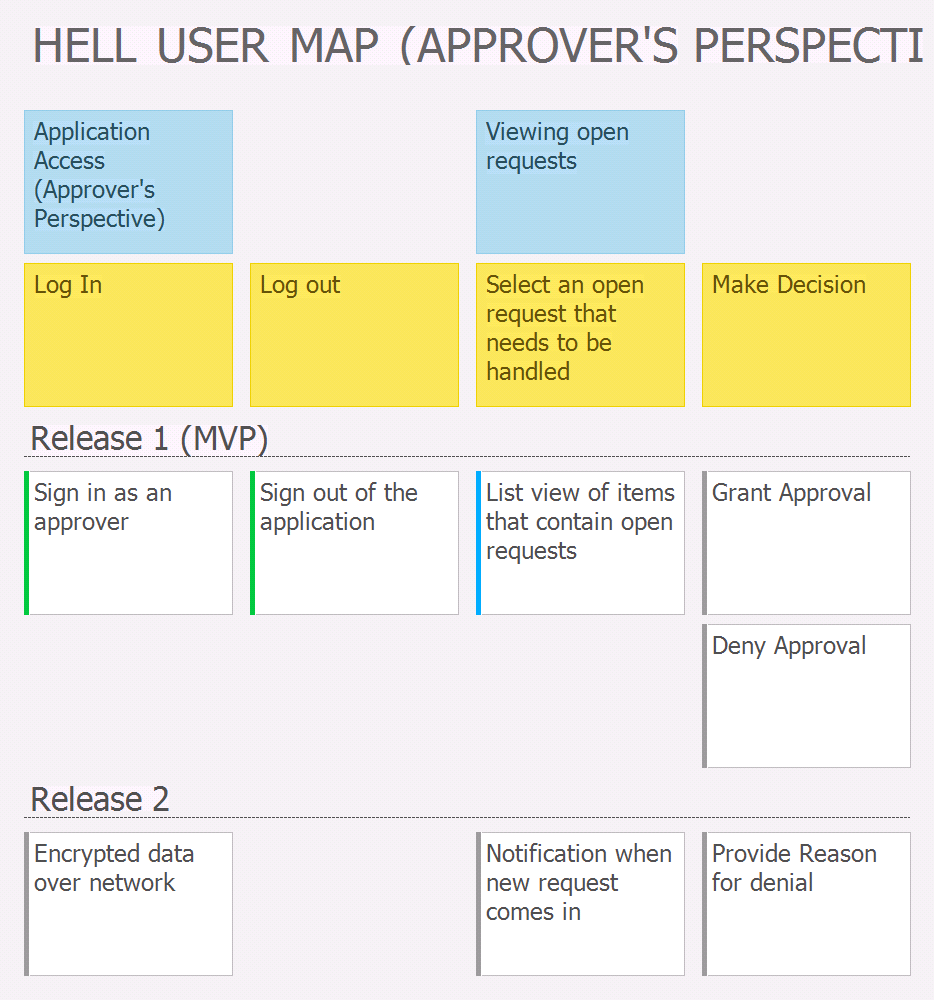 HELL USER MAP (APPROVER'S PERSPECTI
Application
Access
(Approver's
Perspective)
Viewing open
requests
Log In
Log out
Select an open
request that
needs to be
handled
Make Decision
Release 1 (MVP)
Sign in as an
approver
Sign out of the
application
List view of items
that contain open
requests
Grant Approval
Deny Approval
Release 2
Encrypted data
over network
Notification when
new request
comes in
Provide Reason
for denial